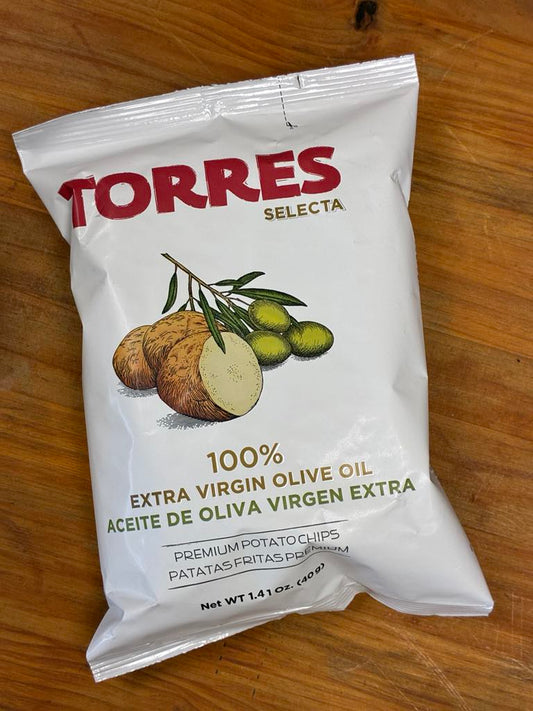 TORRES
SELECTA
100%
EXTRA VIRGIN OLIVE OIL
ACEITE DE OLIVA VIRGEN EXTRA
PREMIUM POTATO CHIPS
PATATAS FRITAS PREMIUM
Net WT 1.41 Oz. (40g)